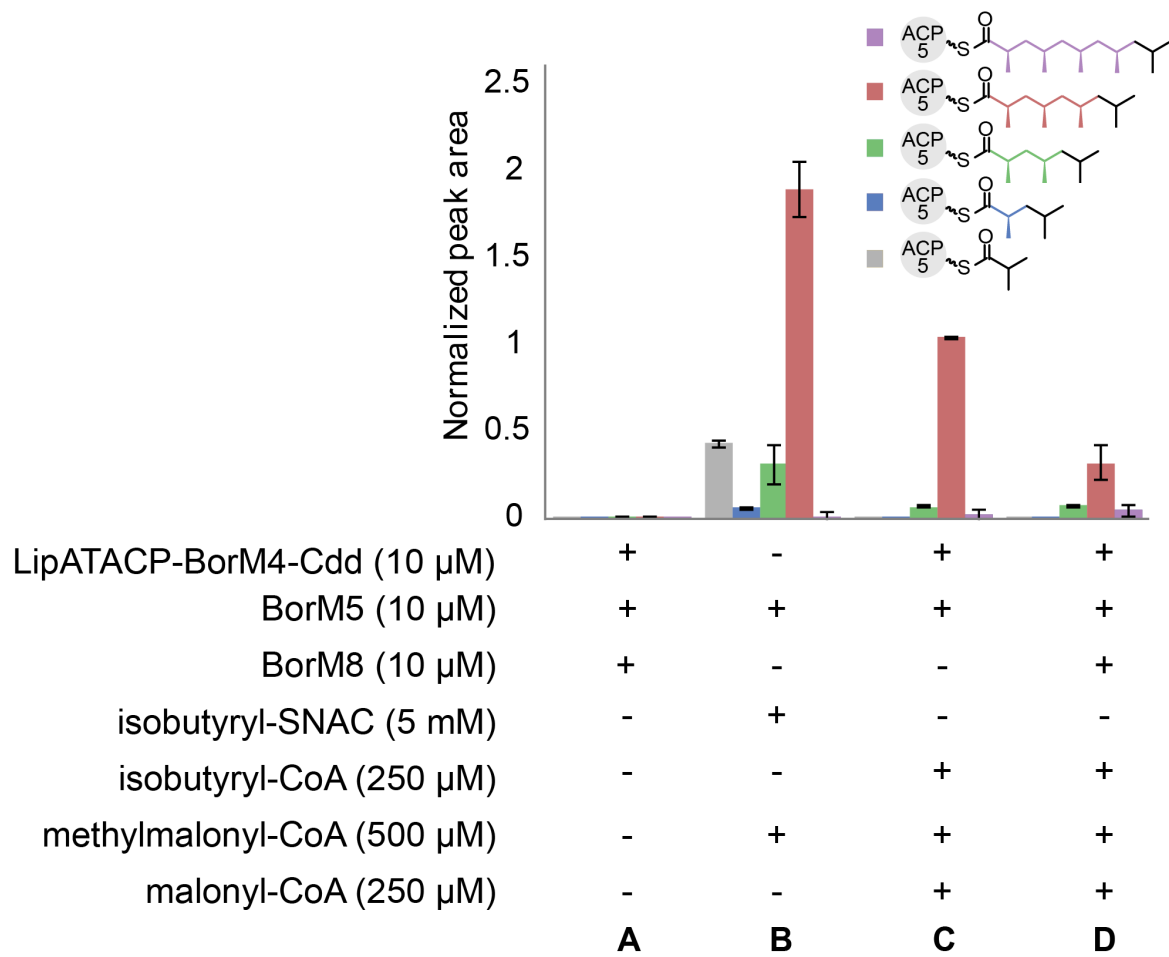 ACP
5
S
O
ACP
5
S
O
ACP
5
S
O
ACP
5
S
O
ACP
5
S
O
Normalized peak area
2.5
2
1.5
1
0.5
0
LipATACP-BorM4-Cdd (10 µM) + - + +
BorM5 (10 µM) + + + +
BorM8 (10 µM) + - - +
isobutyryl-SNAC (5 mM) - + - -
isobutyryl-CoA (250 µM) - - + +
methylmalonyl-CoA (500 µM) - + + +
malonyl-CoA (250 µM) - - + +
A B C D